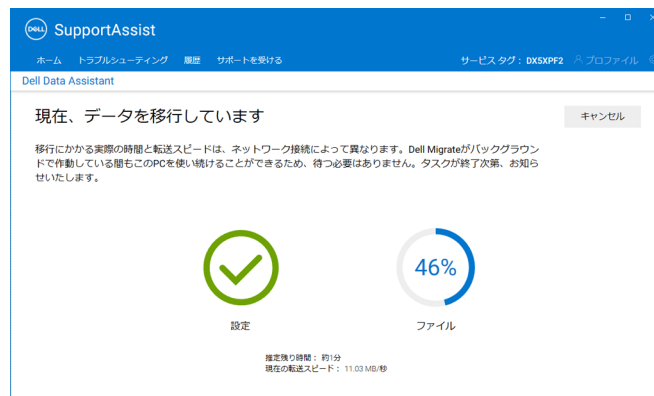 DELL SupportAssist
ホーム トラブルシューティング 履歴 サポートを受ける サービス タグ: DX5XPF2 プロファイル
Dell Data Assistant
現在、データを移行しています キャンセル
移行にかかる実際の時間と転送スピードは、ネットワーク接続によって異なります。Dell Migrateがバックグラウン
ドで作動している間もこのPCを使い続けることができるため、待つ必要はありません。タスクが終了次第、お知ら
せいたします。
46%
設定 ファイル
推定残り時間: 約1分
現在の転送スピード: 11.03 MB/秒